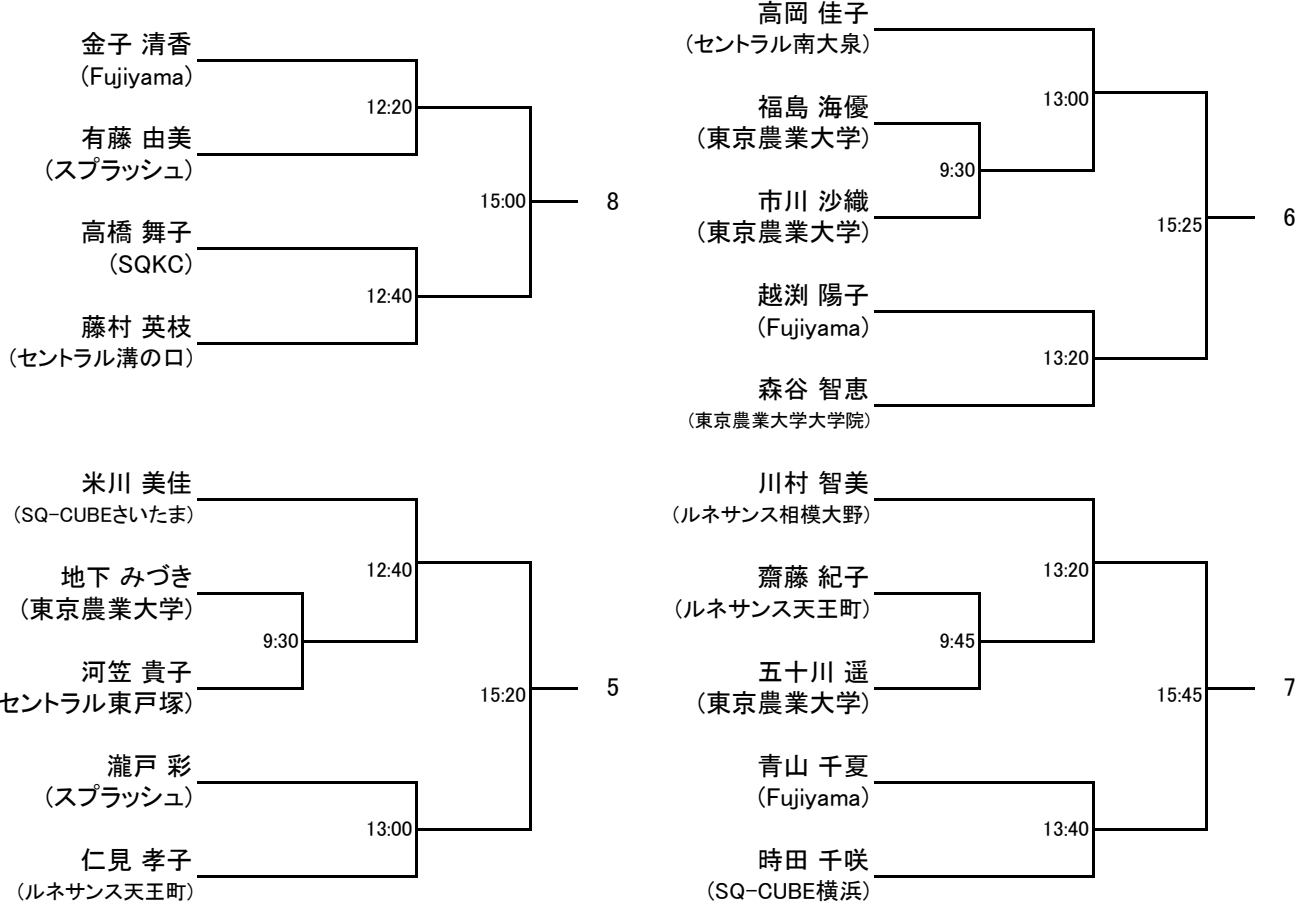 金子 清香
(Fujiyama)
12:20
有藤 由美
(スプラッシュ)
15:00
8
高橋 舞子
(SQKC)
12:40
藤村 英枝
(セントラル溝の口)
高岡 佳子
(セントラル南大泉)
13:00
福島 海優
(東京農業大学)
9:30
市川 沙織
(東京農業大学)
15:25
6
越渕 陽子
(Fujiyama)
13:20
森谷 智恵
(東京農業大学大学院)
米川 美佳
(SQ-CUBEさいたま)
12:40
地下 みづき
(東京農業大学)
9:30
河笠 貴子
セントラル東戸塚)
15:20
5
瀧戸 彩
(スプラッシュ)
13:00
仁見 孝子
(ルネサンス天王町)
川村 智美
(ルネサンス相模大野)
13:20
齋藤 紀子
(ルネサンス天王町)
9:45
五十川 遥
(東京農業大学)
15:45
7
青山 千夏
(Fujiyama)
13:40
時田 千咲
(SQ-CUBE横浜)